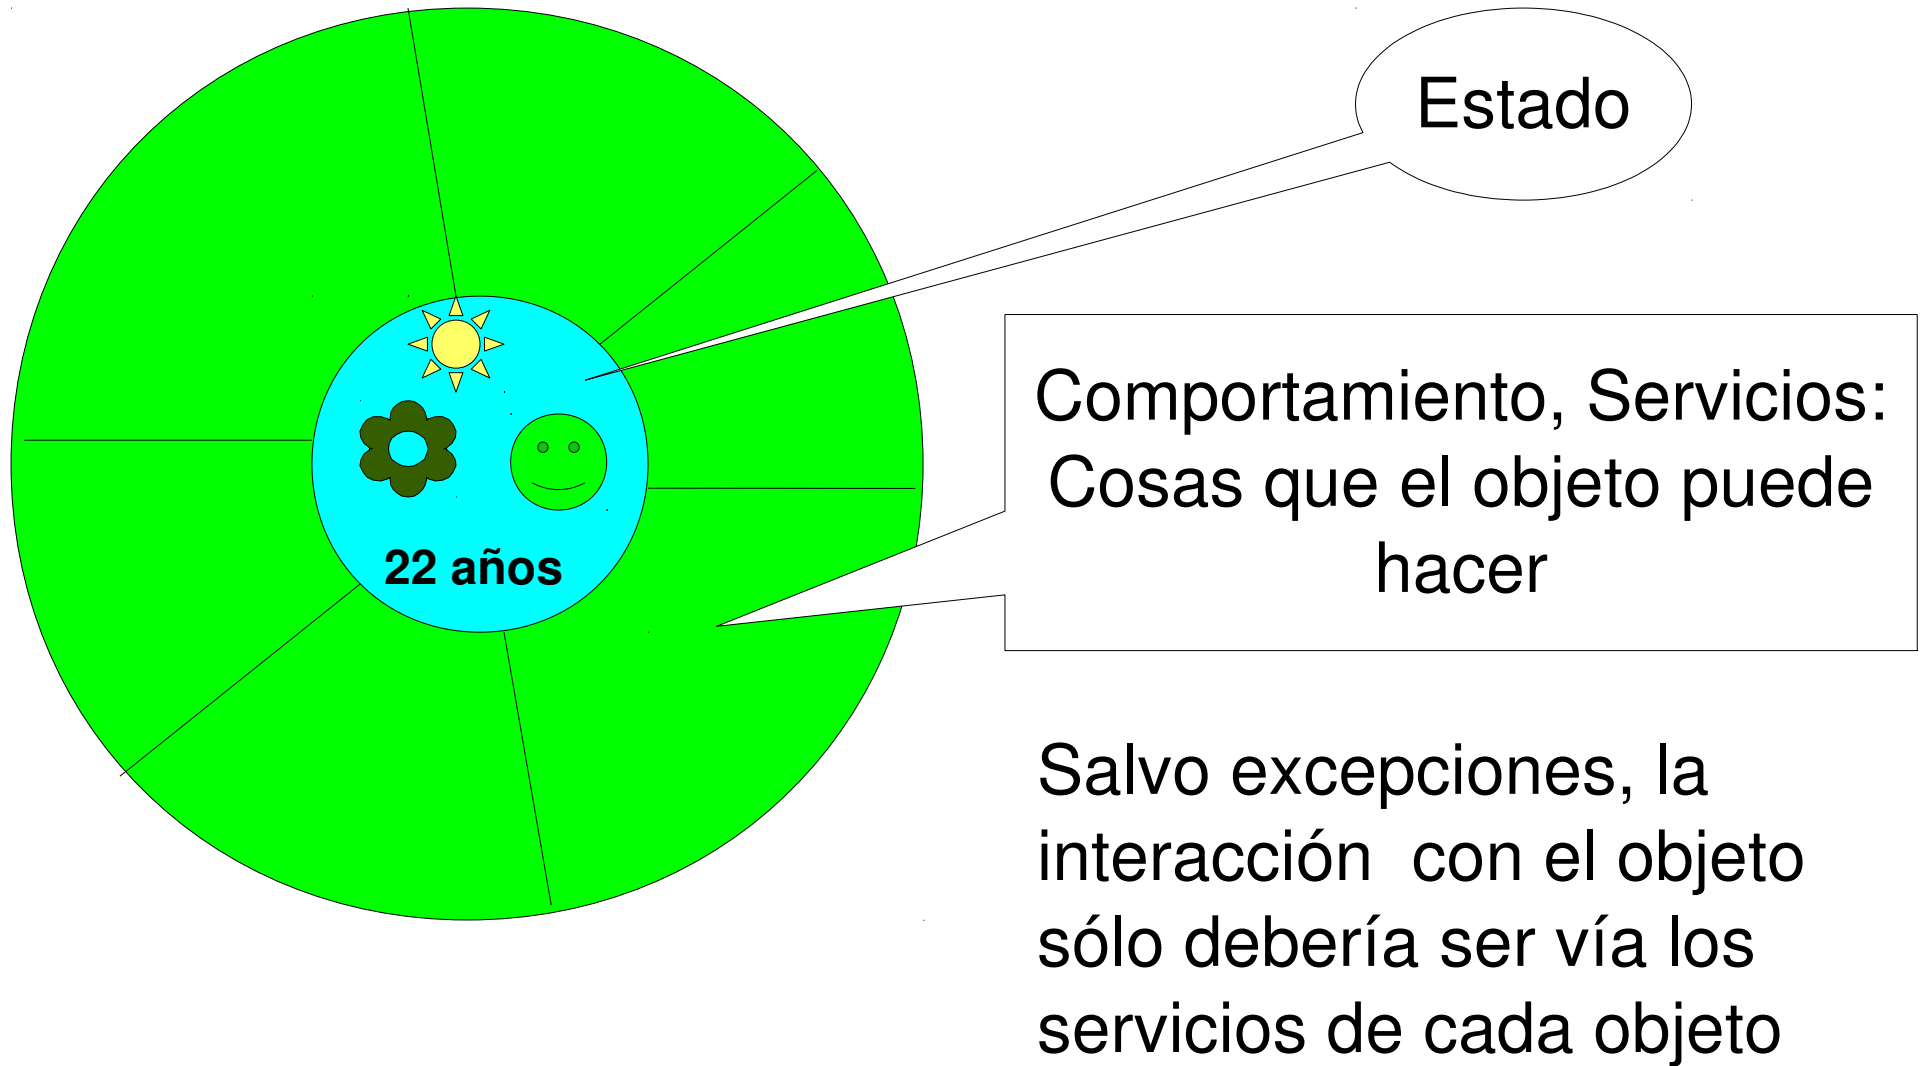 Estado
Comportamiento, Servicios:
Cosas que el objeto puede
hacer
22 años
Salvo excepciones, la
interacción  con el objeto
sólo debería ser vía los
servicios de cada objeto